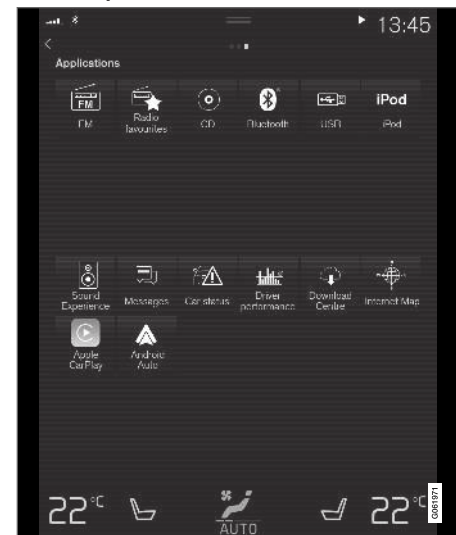 13:45
Applications
FM
iPod
FM
Radio
favourites
CD
Bluetooth
USB
iPod
Sound
Experience
Messages
Car status
Driver
performance
Download
Centre
Internet Map
Apple
CarPlay
Android
Auto
22°C
AUTO
22°C
G061971